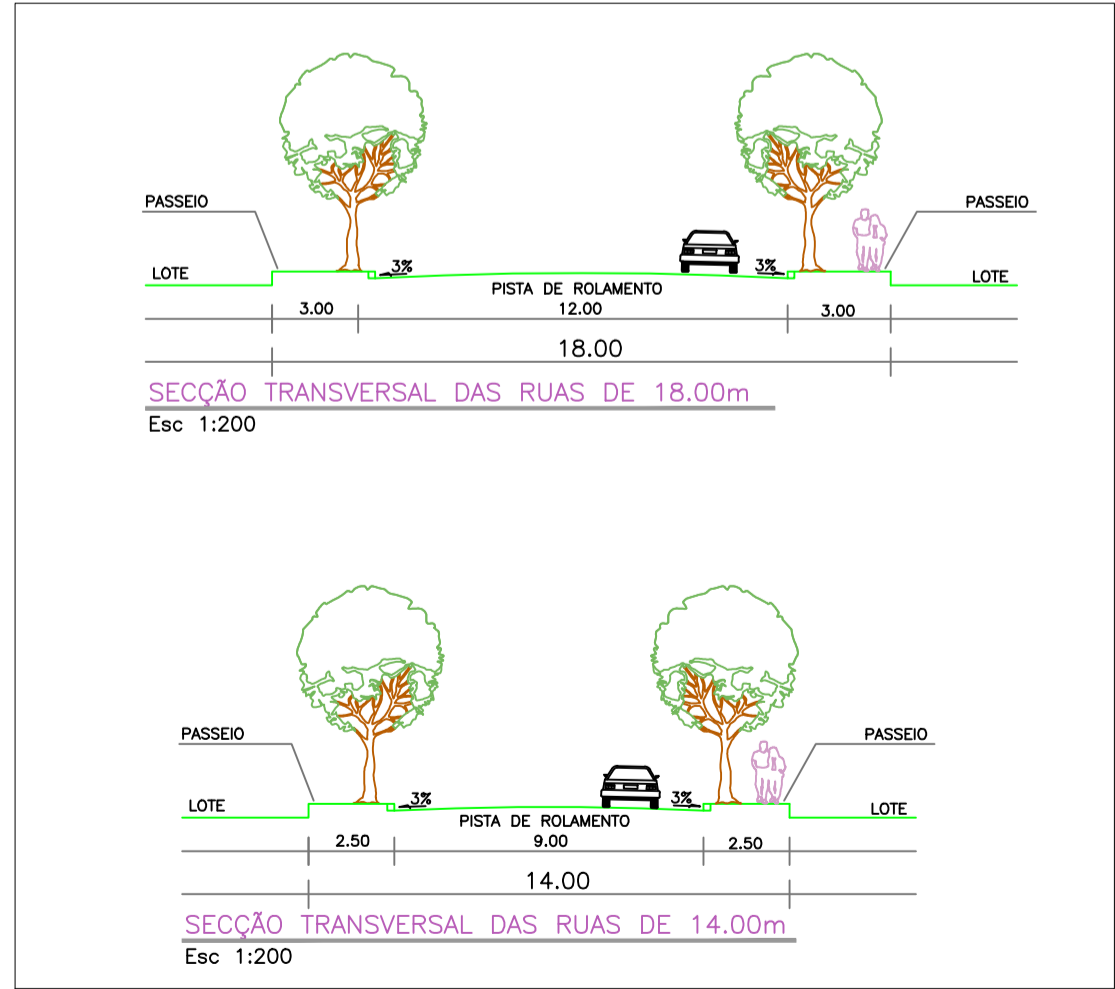 PASSEIO PASSEIO
3% 3%
LOTE LOTE
PISTA DE ROLAMENTO
3.00 12.00 3.00
18.00
SECÇÃO TRANSVERSAL DAS RUAS DE 18.00m
Esc 1:200
PASSEIO PASSEIO
3% 3%
LOTE LOTE
PISTA DE ROLAMENTO
2.50 9.00 2.50
14.00
SECÇÃO TRANSVERSAL DAS RUAS DE 14.00m
Esc 1:200